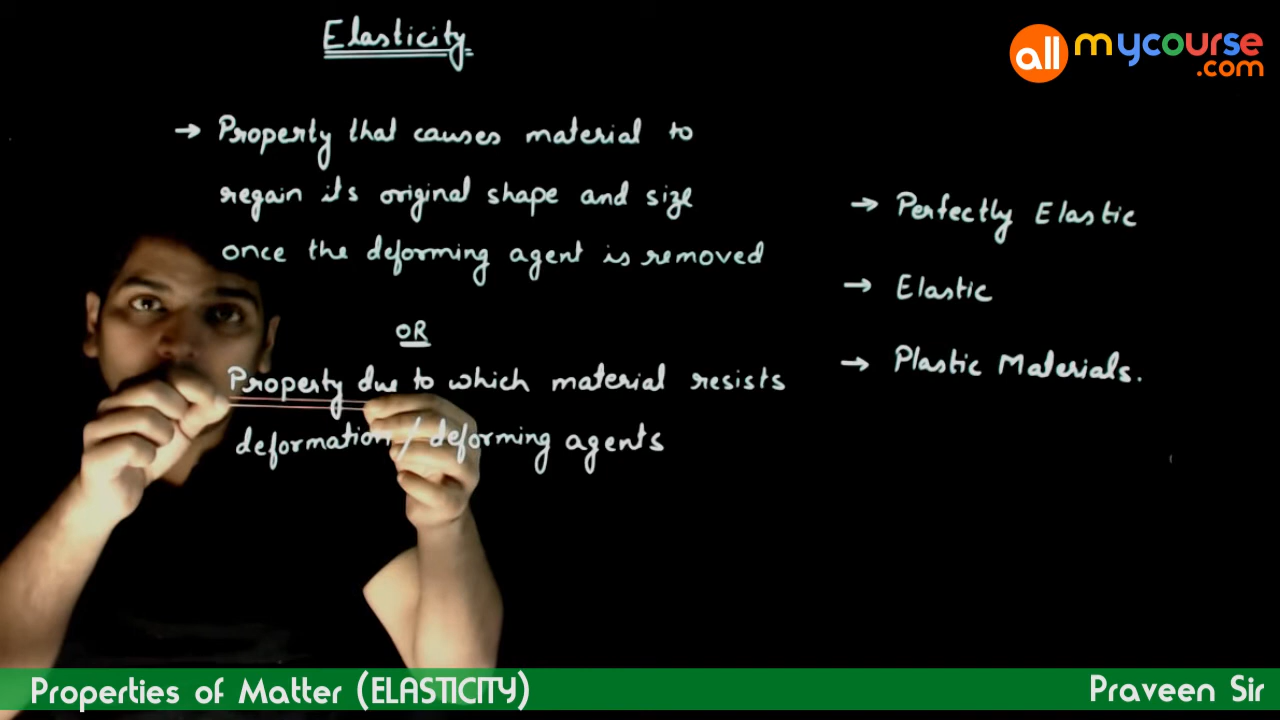 Elasticity
all mycourse
.com
→ Property that causes material to
regain its original shape and size
once the deforming agent is removed
OR
Property due to which material resists
deformation / deforming agents
→ Perfectly Elastic
→ Elastic
→ Plastic Materials.
Properties of Matter (ELASTICITY)
Praveen Sir